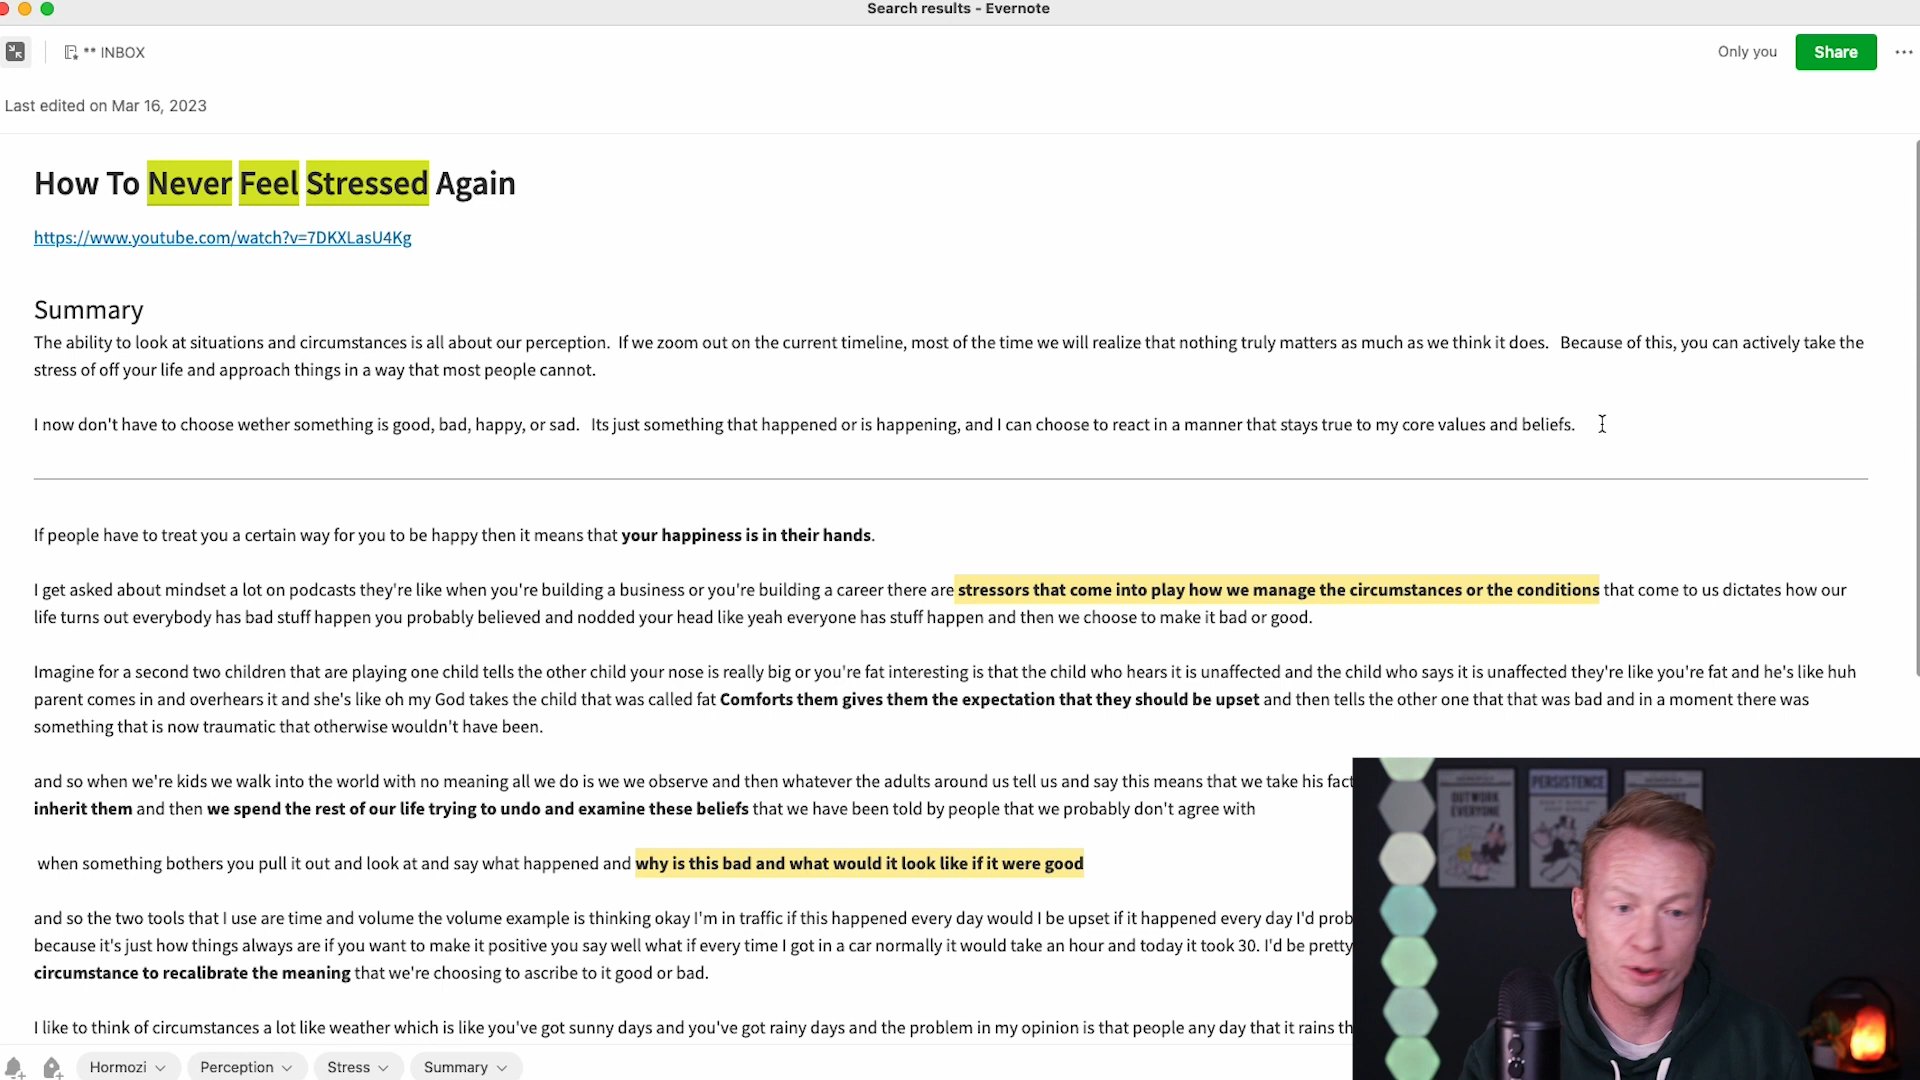 Search results - Evernote
** INBOX
Only you
Share
Last edited on Mar 16, 2023
How To Never Feel Stressed Again
https://www.youtube.com/watch?v=7DKXLasU4Kg
Summary
The ability to look at situations and circumstances is all about our perception.  If we zoom out on the current timeline, most of the time we will realize that nothing truly matters as much as we think it does.   Because of this, you can actively take the
stress of off your life and approach things in a way that most people cannot.
I now don't have to choose wether something is good, bad, happy, or sad.   Its just something that happened or is happening, and I can choose to react in a manner that stays true to my core values and beliefs.
If people have to treat you a certain way for you to be happy then it means that your happiness is in their hands.
I get asked about mindset a lot on podcasts they're like when you're building a business or you're building a career there are stressors that come into play how we manage the circumstances or the conditions that come to us dictates how our
life turns out everybody has bad stuff happen you probably believed and nodded your head like yeah everyone has stuff happen and then we choose to make it bad or good.
Imagine for a second two children that are playing one child tells the other child your nose is really big or you're fat interesting is that the child who hears it is unaffected and the child who says it is unaffected they're like you're fat and he's like huh
parent comes in and overhears it and she's like oh my God takes the child that was called fat Comforts them gives them the expectation that they should be upset and then tells the other one that that was bad and in a moment there was
something that is now traumatic that otherwise wouldn't have been.
and so when we're kids we walk into the world with no meaning all we do is we we observe and then whatever the adults around us tell us and say this means that we take his fact
inherit them and then we spend the rest of our life trying to undo and examine these beliefs that we have been told by people that we probably don't agree with
when something bothers you pull it out and look at and say what happened and why is this bad and what would it look like if it were good
and so the two tools that I use are time and volume the volume example is thinking okay I'm in traffic if this happened every day would I be upset if it happened every day I'd prob
because it's just how things always are if you want to make it positive you say well what if every time I got in a car normally it would take an hour and today it took 30. I'd be pretty
circumstance to recalibrate the meaning that we're choosing to ascribe to it good or bad.
I like to think of circumstances a lot like weather which is like you've got sunny days and you've got rainy days and the problem in my opinion is that people any day that it rains th
Hormozi
Perception
Stress
Summary
OUTWORK
EVERYONE
PERSISTENCE